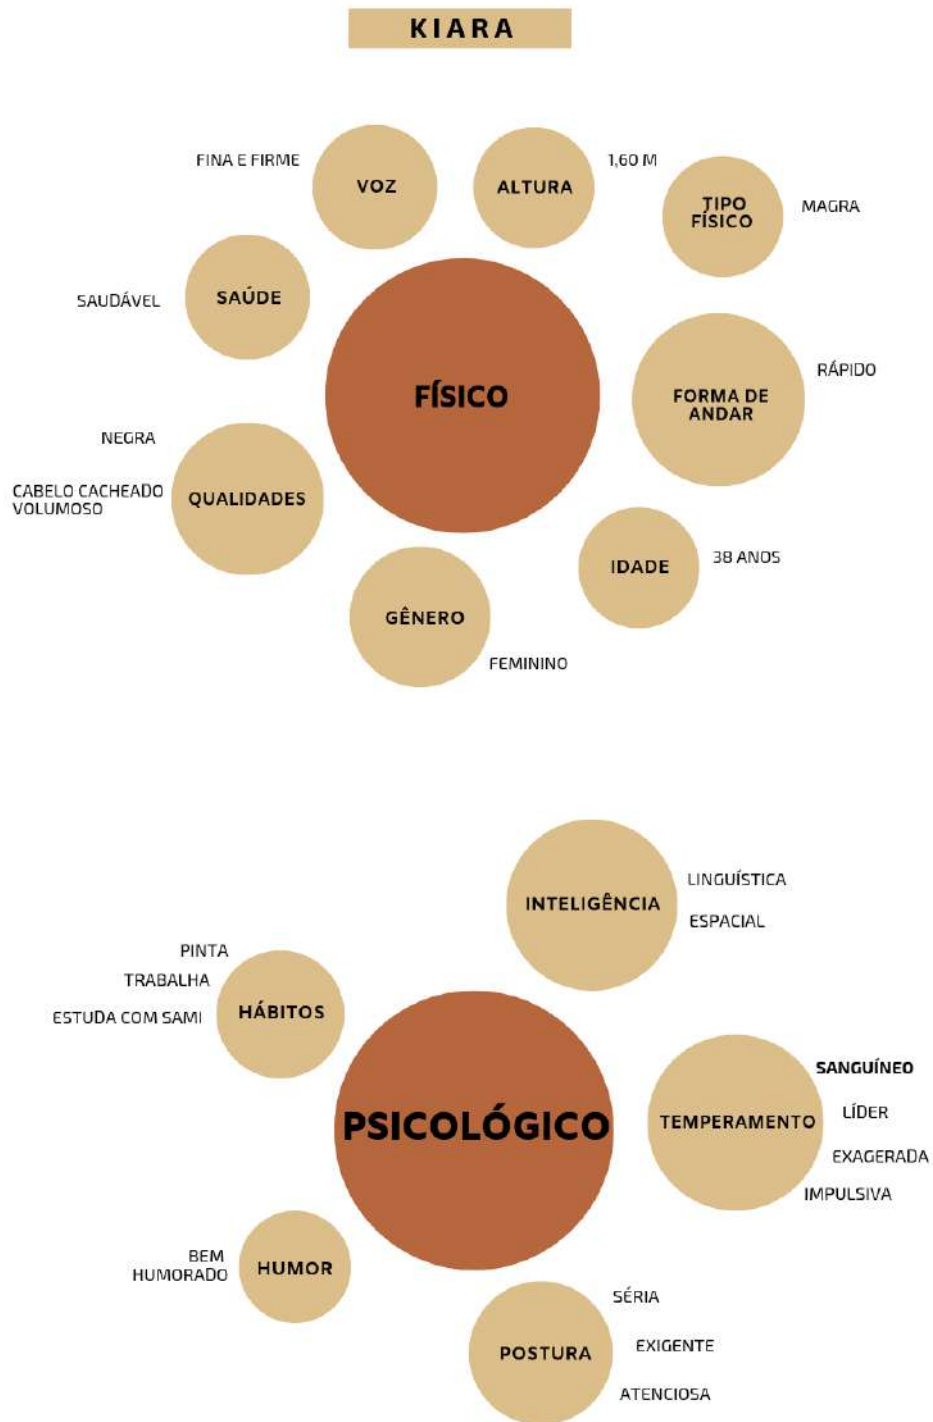 KIARA
FINA E FIRME
VOZ
ALTURA
1,60 M
TIPO
FÍSICO
MAGRA
SAUDÁVEL
SAÚDE
FÍSICO
FORMA DE
ANDAR
RÁPIDO
NEGRA
CABELO CACHEADO
VOLUMOSO
QUALIDADES
IDADE
38 ANOS
GÊNERO
FEMININO
INTELIGÊNCIA
LINGUÍSTICA
ESPACIAL
PINTA
TRABALHA
ESTUDA COM SAMI
HÁBITOS
PSICOLÓGICO
TEMPERAMENTO
SANGUÍNEO
LÍDER
EXAGERADA
IMPULSIVA
BEM
HUMORADO
HUMOR
POSTURA
SÉRIA
EXIGENTE
ATENCIOSA